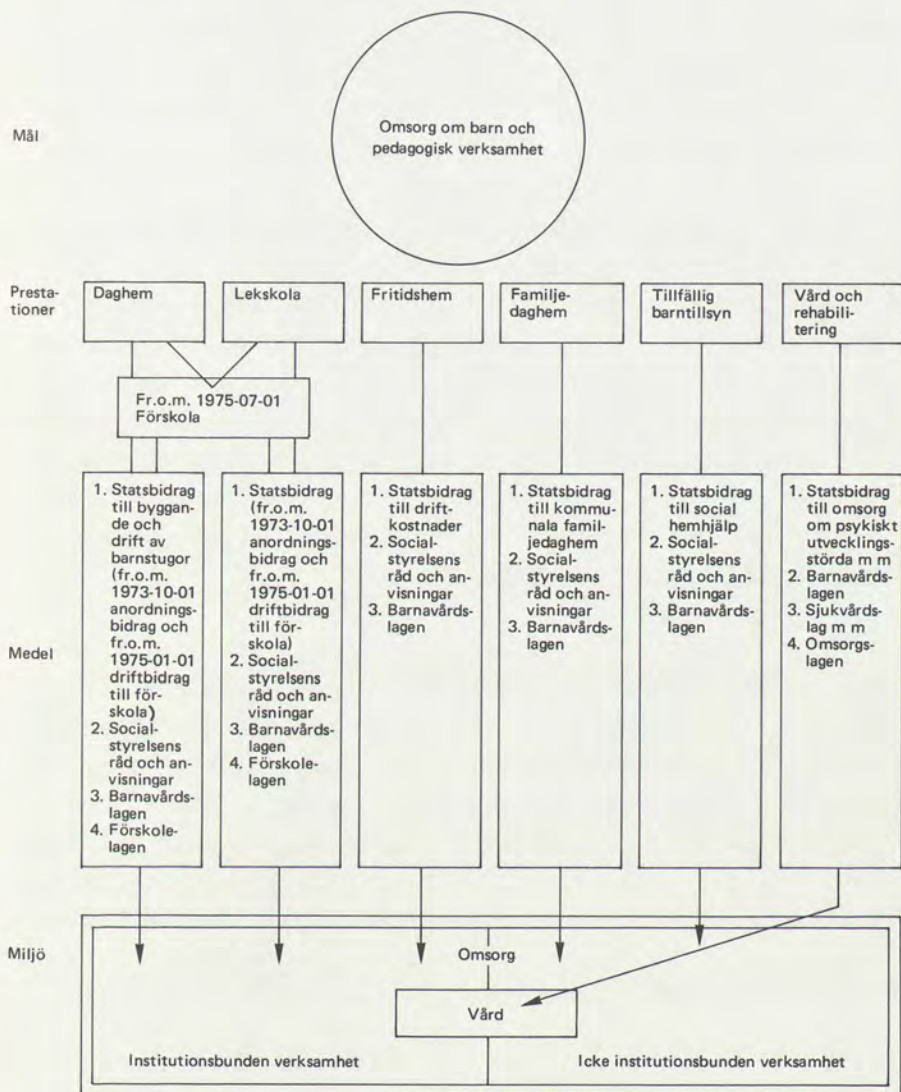 Mål
Omsorg om barn och
pedagogisk verksamhet
Presta-
tioner
Daghem
Lekskola
Fritidshem
Familje-
daghem
Tillfällig
barntillsyn
Vård och
rehabili-
tering
Fr.o.m. 1975-07-01
Förskola
Medel
1. Statsbidrag
till byggan-
de och
drift av
barnstugor
(fr.o.m.
1973-10-01
anordnings-
bidrag och
fr.o.m.
1975-01-01
driftbidrag
till för-
skola)
2. Social-
styrelsens
råd och an-
visningar
3. Barnavårds-
lagen
4. Förskole-
lagen
1. Statsbidrag
(fr.o.m.
1973-10-01
anordnings-
bidrag och
fr.o.m.
1975-01-01
driftbidrag
till för-
skola)
2. Social-
styrelsens
råd och an-
visningar
3. Barnavårds-
lagen
4. Förskole-
lagen
1. Statsbidrag
till drift-
kostnader
2. Social-
styrelsens
råd och an-
visningar
3. Barnavårds-
lagen
1. Statsbidrag
till kommu-
nala famil-
jedaghem
2. Social-
styrelsens
råd och an-
visningar
3. Barnavårds-
lagen
1. Statsbidrag
till social
hemhjälp
2. Social-
styrelsens
råd och an-
visningar
3. Barnavårds-
lagen
1. Statsbidrag
till omsorg
om psykiskt
utvecklings-
störda m m
2. Barnavårds-
lagen
3. Sjukvårds-
lag m m
4. Omsorgs-
lagen
Miljö
Omsorg
Vård
Institutionsbunden verksamhet
Icke institutionsbunden verksamhet